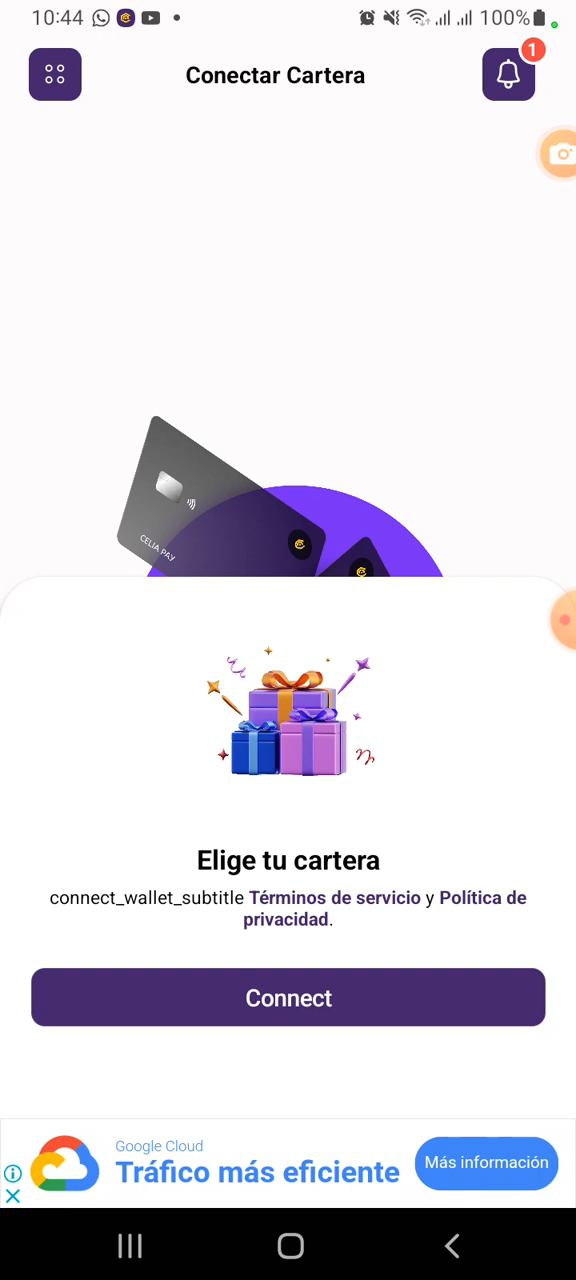 10:44
100%
Conectar Cartera
1
CELIA PAY
Elige tu cartera
connect_wallet_subtitle Términos de servicio y Política de
privacidad.
Connect
Google Cloud
Tráfico más eficiente
Más información